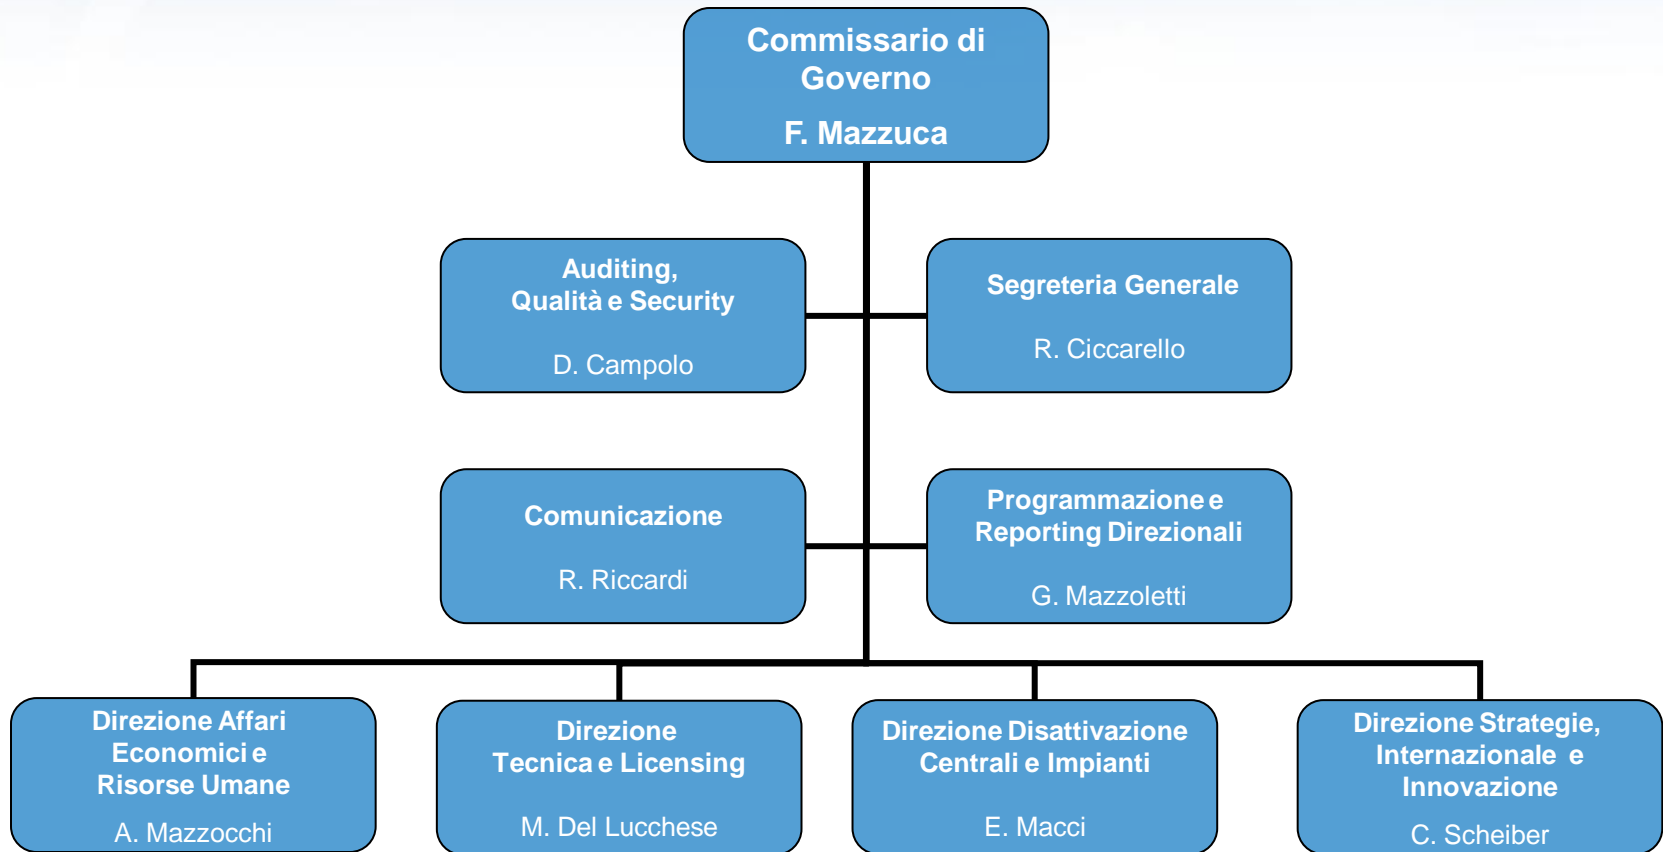 Commissario di
Governo
F. Mazzuca
Auditing,
Qualità e Security
D. Campolo
Segreteria Generale
R. Ciccarello
Comunicazione
R. Riccardi
Programmazione e
Reporting Direzionali
G. Mazzoletti
Direzione Affari
Economici e
Risorse Umane
A. Mazzocchi
Direzione
Tecnica e Licensing
M. Del Lucchese
Direzione Disattivazione
Centrali e Impianti
E. Macci
Direzione Strategie,
Internazionale e
Innovazione
C. Scheiber